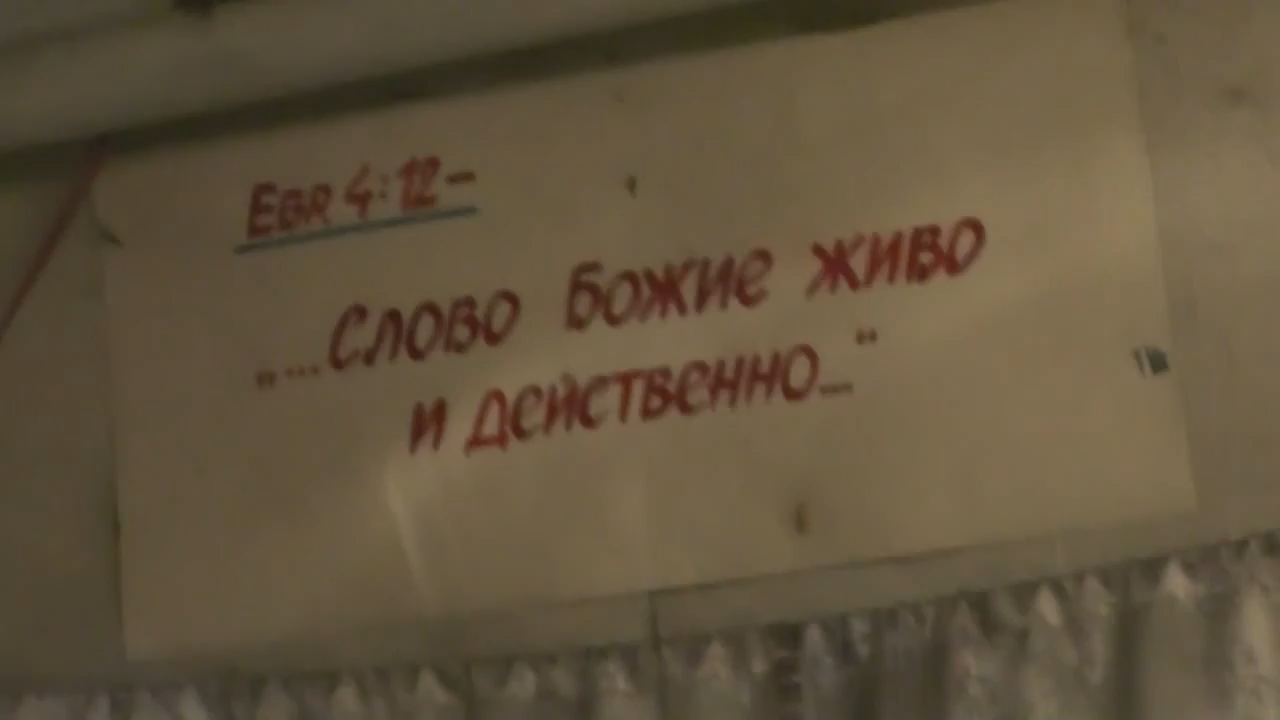 Евр 4:12-
„...Слово Божие живо
и действенно..."